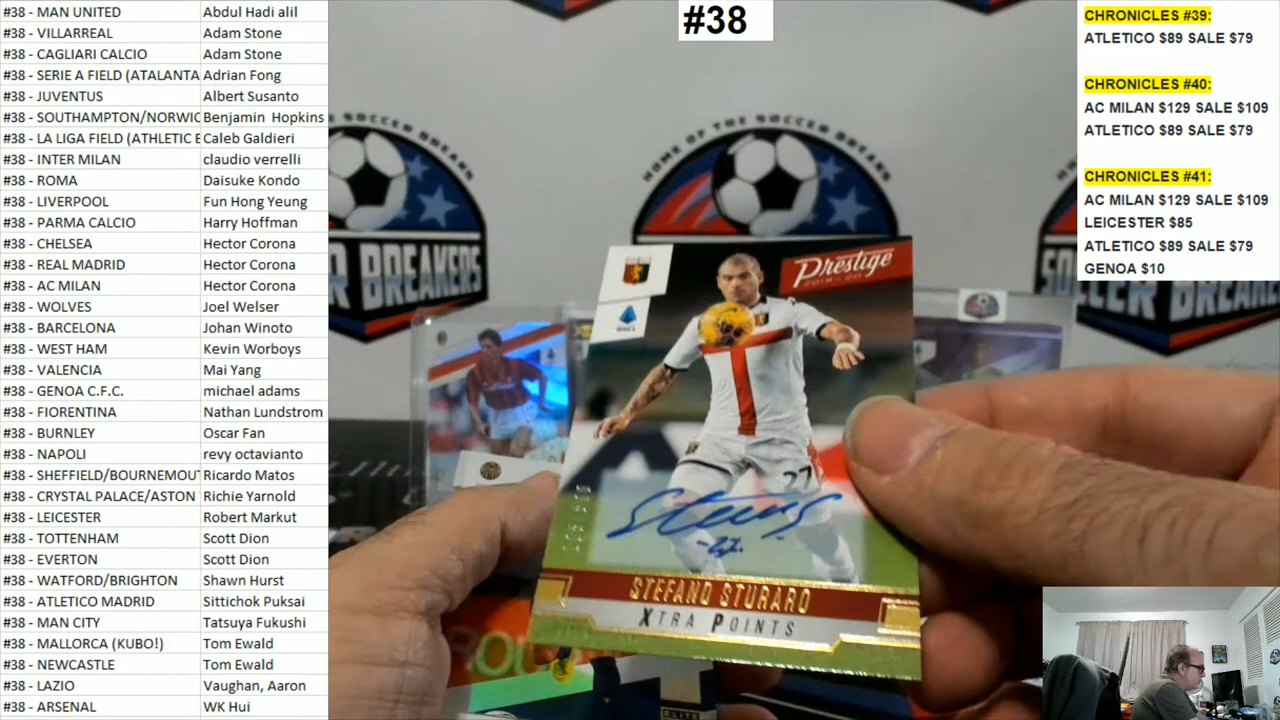 #38 - MAN UNITED Abdul Hadi alil
#38 - VILLARREAL Adam Stone
#38 - CAGLIARI CALCIO Adam Stone
#38 - SERIE A FIELD (ATALANTA Adrian Fong
#38 - JUVENTUS Albert Susanto
#38 - SOUTHAMPTON/NORWIC Benjamin Hopkins
#38 - LA LIGA FIELD (ATHLETIC B Caleb Galdieri
#38 - INTER MILAN claudio verrelli
#38 - ROMA Daisuke Kondo
#38 - LIVERPOOL Fun Hong Yeung
#38 - PARMA CALCIO Harry Hoffman
#38 - CHELSEA Hector Corona
#38 - REAL MADRID Hector Corona
#38 - AC MILAN Hector Corona
#38 - WOLVES Joel Welser
#38 - BARCELONA Johan Winoto
#38 - WEST HAM Kevin Worboys
#38 - VALENCIA Mai Yang
#38 - GENOA C.F.C. michael adams
#38 - FIORENTINA Nathan Lundstrom
#38 - BURNLEY Oscar Fan
#38 - NAPOLI revy octavianto
#38 - SHEFFIELD/BOURNEMOUT Ricardo Matos
#38 - CRYSTAL PALACE/ASTON Richie Yarnold
#38 - LEICESTER Robert Markut
#38 - TOTTENHAM Scott Dion
#38 - EVERTON Scott Dion
#38 - WATFORD/BRIGHTON Shawn Hurst
#38 - ATLETICO MADRID Sittichok Puksai
#38 - MAN CITY Tatsuya Fukushi
#38 - MALLORCA (KUBO!) Tom Ewald
#38 - NEWCASTLE Tom Ewald
#38 - LAZIO Vaughan, Aaron
#38 - ARSENAL WK Hui
#38
HOME OF THE SOCCER BREAKS
BREAKERS
Prestige
2019-20
27
-27.
STEFANO STURARO
XTRA POINTS
ELITE
CHRONICLES #39:
ATLETICO $89 SALE $79
CHRONICLES #40:
AC MILAN $129 SALE $109
ATLETICO $89 SALE $79
CHRONICLES #41:
AC MILAN $129 SALE $109
LEICESTER $85
ATLETICO $89 SALE $79
GENOA $10